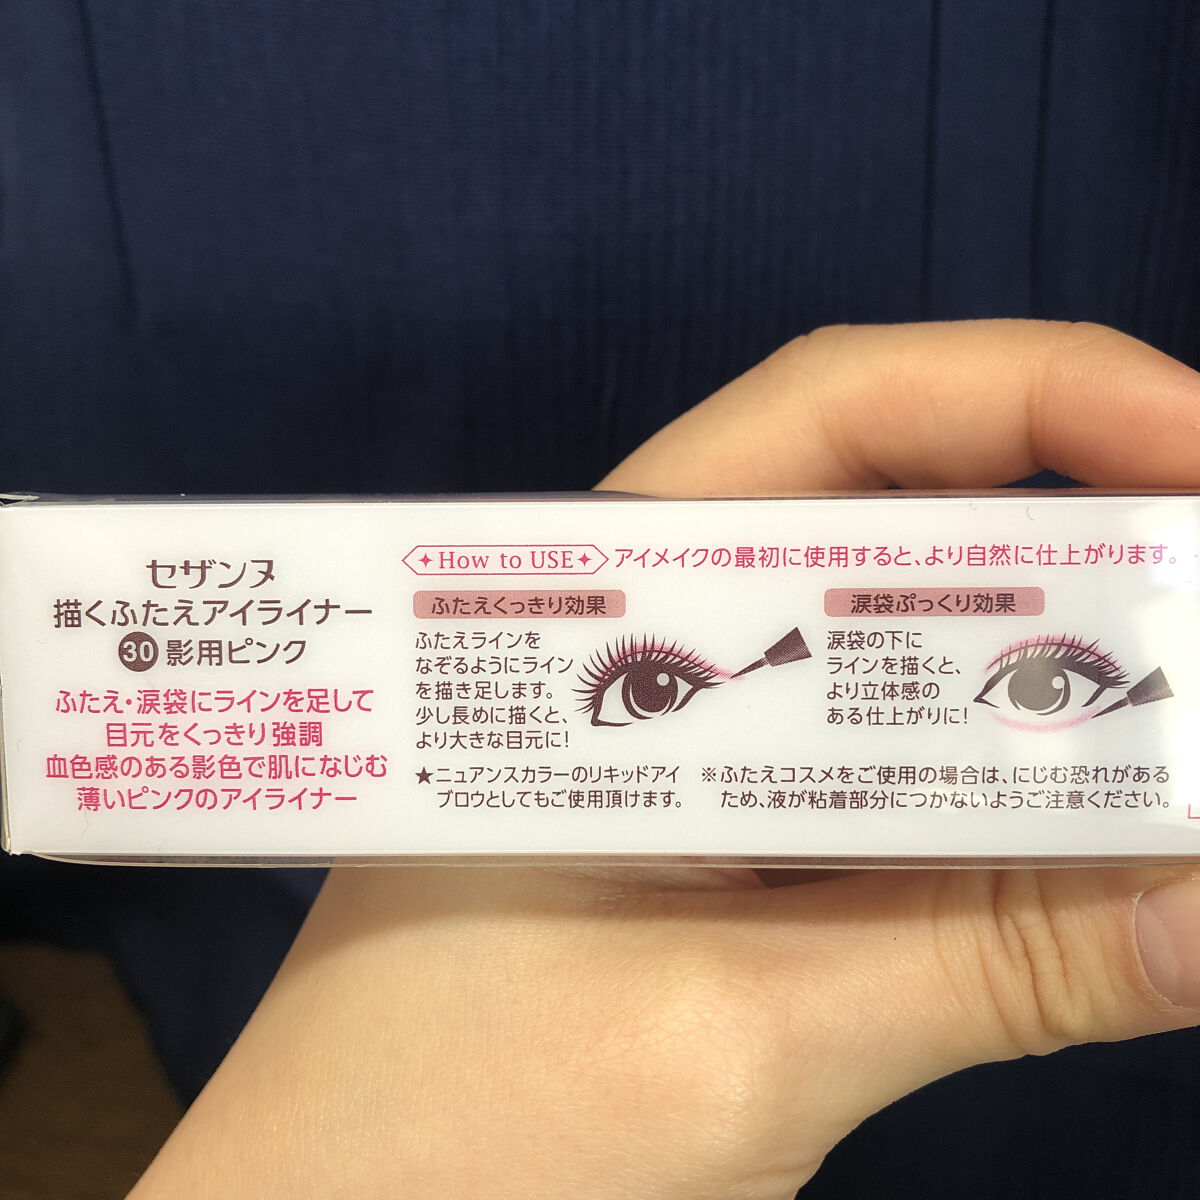 セザンヌ
描くふたえアイライナー
30 影用ピンク
ふたえ・涙袋にラインを足して
目元をくっきり強調
血色感のある影色で肌になじむ
薄いピンクのアイライナー
How to USE アイメイクの最初に使用すると、より自然に仕上がります。
ふたえくっきり効果
ふたえラインを
なぞるようにライン
を描き足します。
少し長めに描くと、
より大きな目元に!
涙袋ぷっくり効果
涙袋の下に
ラインを描くと、
より立体感の
ある仕上がりに!
★ニュアンスカラーのリキッドアイ
ブロウとしてもご使用頂けます。
※ふたえコスメをご使用の場合は、にじむ恐れがある
ため、液が粘着部分につかないようご注意ください。